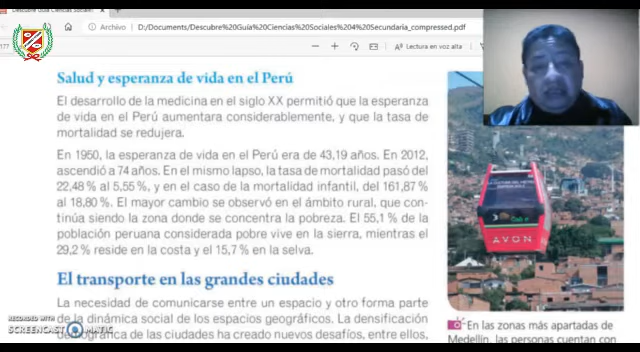 Descubre Guía Ciencias Sociales
Archivo
D:/Documents/Descubre%20Guía%20Ciencias%20Sociales%204%20Secundaria_compressed.pdf
177
Lectura en voz alta
Salud y esperanza de vida en el Perú
El desarrollo de la medicina en el siglo XX permitió que la esperanza
de vida en el Perú aumentara considerablemente, y que la tasa de
mortalidad se redujera.
En 1950, la esperanza de vida en el Perú era de 43,19 años. En 2012,
ascendió a 74 años. En el mismo lapso, la tasa de mortalidad pasó del
22,48 % al 5,55 %, y en el caso de la mortalidad infantil, del 161,87 %
al 18,80 %. El mayor cambio se observó en el ámbito rural, que con-
tinúa siendo la zona donde se concentra la pobreza. El 55,1 % de la
población peruana considerada pobre vive en la sierra, mientras el
29,2 % reside en la costa y el 15,7 % en la selva.
El transporte en las grandes ciudades
La necesidad de comunicarse entre un espacio y otro forma parte
de la dinámica social de los espacios geográficos. La densificación
demográfica de las ciudades ha creado nuevos desafíos, entre ellos,
AVON
En las zonas más apartadas de
Medellín, las personas cuentan con
RECORDED WITH
SCREENCAST MATIC